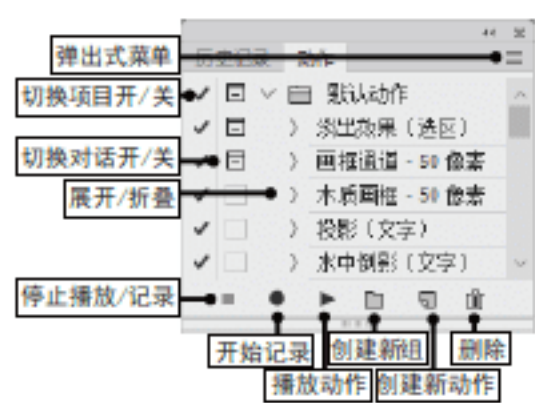 弹出式菜单
历史记录 动作
切换项目开/关
默认动作
淡出效果（选区）
切换对话开/关
画框通道 - 50 像素
展开/折叠
木质画框 - 50 像素
投影（文字）
水中倒影（文字）
停止播放/记录
开始记录
创建新组
删除
播放动作
创建新动作